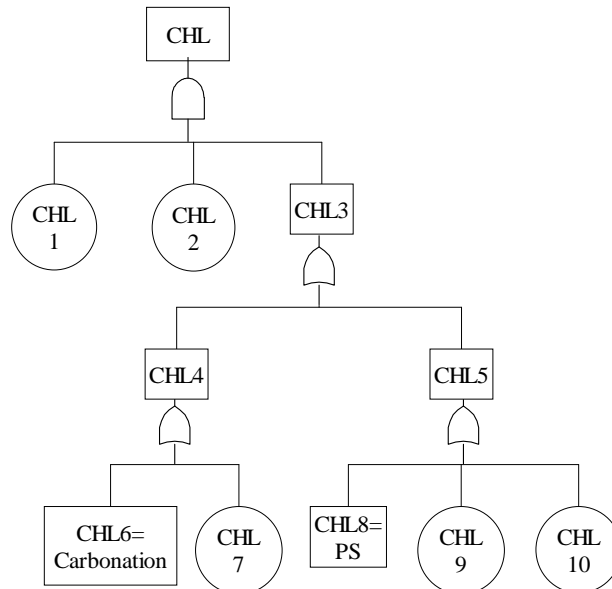 CHL
CHL
1
CHL
2
CHL3
CHL4
CHL5
CHL6=
Carbonation
CHL
7
CHL8=
PS
CHL
9
CHL
10